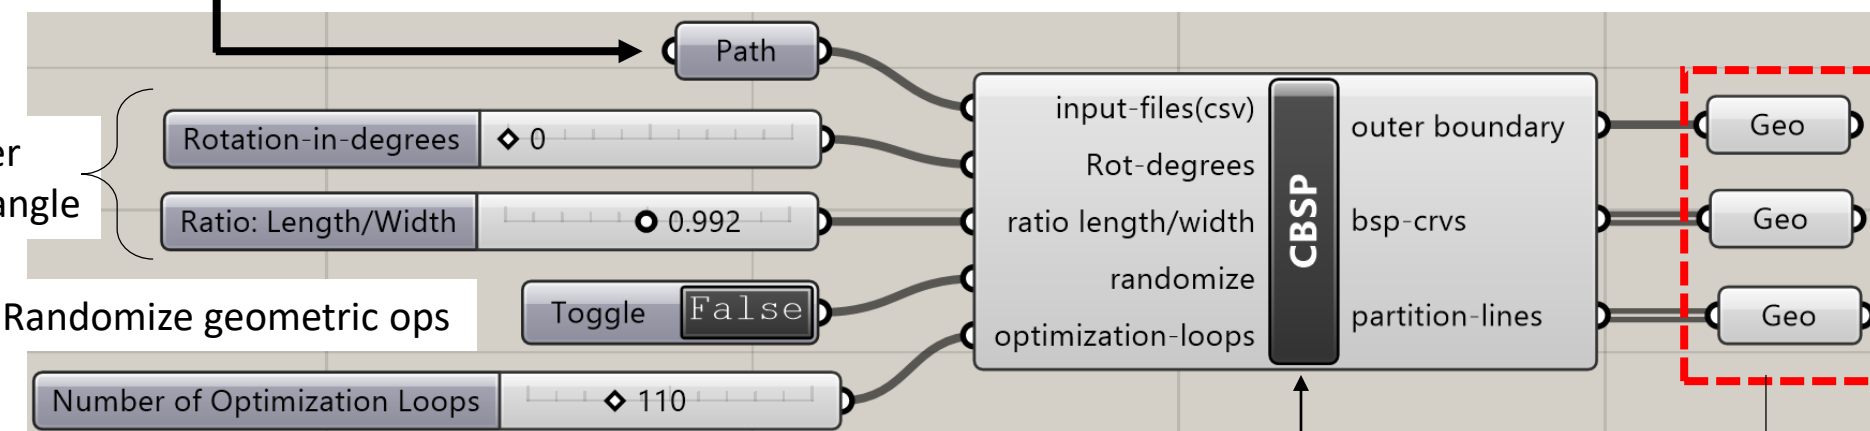 Path
Rotation-in-degrees 0
er
angle
Ratio: Length/Width 0.992
Randomize geometric ops
Toggle False
Number of Optimization Loops 110
input-files(csv)
Rot-degrees
ratio length/width
randomize
optimization-loops
CBSP
outer boundary
bsp-crvs
partition-lines
Geo
Geo
Geo